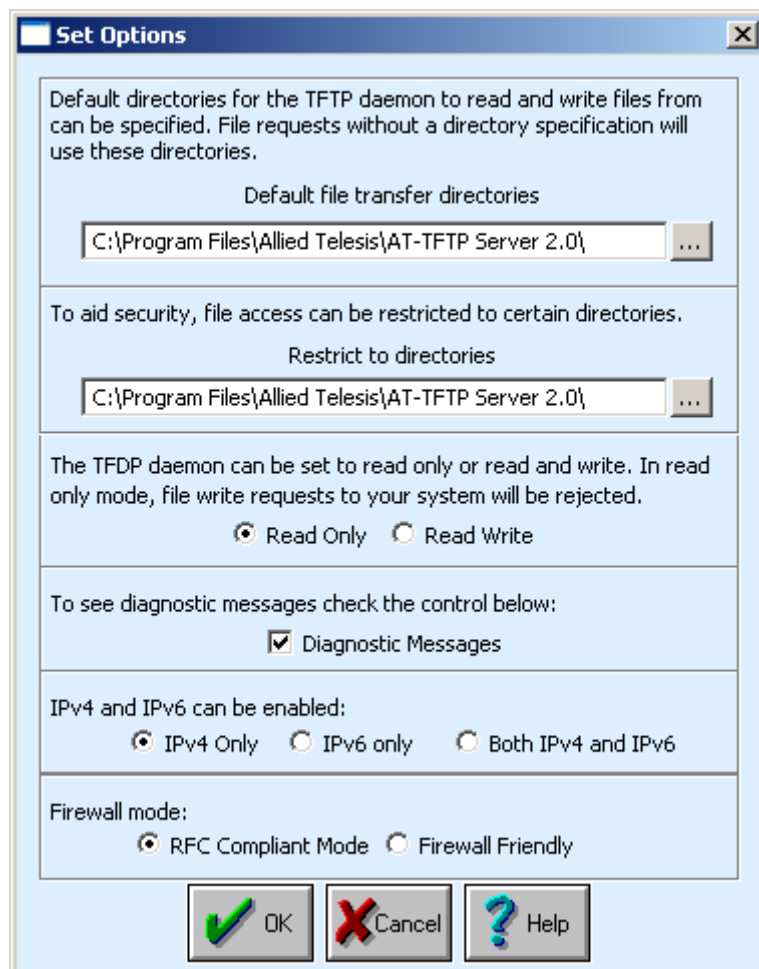 Set Options
Default directories for the TFTP daemon to read and write files from
can be specified. File requests without a directory specification will
use these directories.
Default file transfer directories
C:\Program Files\Allied Telesis\AT-TFTP Server 2.0\
...
To aid security, file access can be restricted to certain directories.
Restrict to directories
C:\Program Files\Allied Telesis\AT-TFTP Server 2.0\
...
The TFDP daemon can be set to read only or read and write. In read
only mode, file write requests to your system will be rejected.
Read Only Read Write
To see diagnostic messages check the control below:
Diagnostic Messages
IPv4 and IPv6 can be enabled:
IPv4 Only IPv6 only Both IPv4 and IPv6
Firewall mode:
RFC Compliant Mode Firewall Friendly
OK Cancel Help